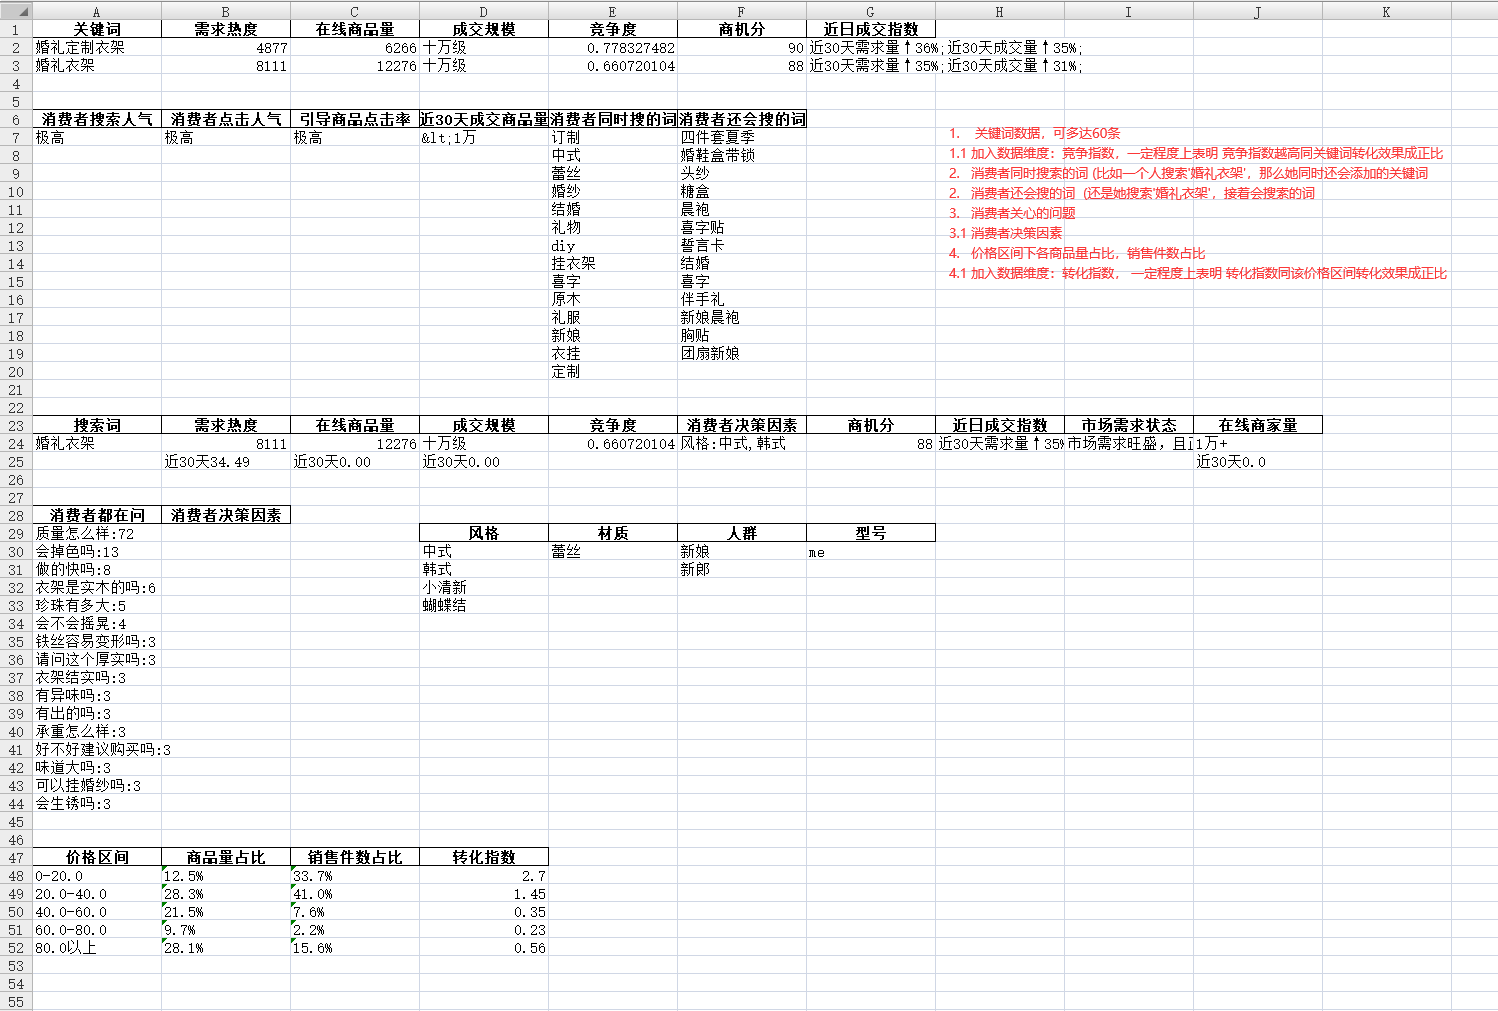 A B C D E F G H I J K
1 关键词 需求热度 在线商品量 成交规模 竞争度 商机分 近日成交指数
2 婚礼定制衣架 4877 6266 十万级 0.778327482 90 近30天需求量↑36%;近30天成交量↑35%;
3 婚礼衣架 8111 12276 十万级 0.660720104 88 近30天需求量↑35%;近30天成交量↑31%;
4
5
6 消费者搜索人气 消费者点击人气 引导商品点击率 近30天成交商品量 消费者同时搜的词 消费者还会搜的词
7 极高 极高 极高 &lt;1万 订制 四件套夏季
1. 关键词数据，可多达60条
8 中式 婚鞋盒带锁
1.1 加入数据维度：竞争指数，一定程度上表明 竞争指数越高同关键词转化效果成正比
9 蕾丝 头纱
2. 消费者同时搜索的词 (比如一个人搜索'婚礼衣架'，那么她同时还会添加的关键词
10 婚纱 糖盒
2. 消费者还会搜的词 (还是她搜索'婚礼衣架'，接着会搜索的词
11 结婚 晨袍
3. 消费者关心的问题
12 礼物 喜字贴
3.1 消费者决策因素
13 diy 誓言卡
4. 价格区间下各商品量占比，销售件数占比
14 挂衣架 结婚
4.1 加入数据维度：转化指数， 一定程度上表明 转化指数同该价格区间转化效果成正比
15 喜字 喜字
16 原木 伴手礼
17 礼服 新娘晨袍
18 新娘 胸贴
19 衣挂 团扇新娘
20 定制
21
22
23 搜索词 需求热度 在线商品量 成交规模 竞争度 消费者决策因素 商机分 近日成交指数 市场需求状态 在线商家量
24 婚礼衣架 8111 12276 十万级 0.660720104 风格:中式,韩式 88 近30天需求量↑35% 市场需求旺盛，且 1万+
25 近30天34.49 近30天0.00 近30天0.00 近30天0.0
26
27
28 消费者都在问 消费者决策因素
29 质量怎么样:72 风格 材质 人群 型号
30 会掉色吗:13 中式 蕾丝 新娘 me
31 做的快吗:8 韩式 新郎
32 衣架是实木的吗:6 小清新
33 珍珠有多大:5 蝴蝶结
34 会不会摇晃:4
35 铁丝容易变形吗:3
36 请问这个厚实吗:3
37 衣架结实吗:3
38 有异味吗:3
39 有出的吗:3
40 承重怎么样:3
41 好不好建议购买吗:3
42 味道大吗:3
43 可以挂婚纱吗:3
44 会生锈吗:3
45
46
47 价格区间 商品量占比 销售件数占比 转化指数
48 0-20.0 12.5% 33.7% 2.7
49 20.0-40.0 28.3% 41.0% 1.45
50 40.0-60.0 21.5% 7.6% 0.35
51 60.0-80.0 9.7% 2.2% 0.23
52 80.0以上 28.1% 15.6% 0.56
53
54
55